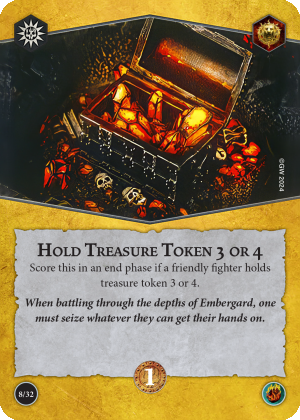 ©GW 2024
HOLD TREASURE TOKEN 3 OR 4
Score this in an end phase if a friendly fighter holds
treasure token 3 or 4.
When battling through the depths of Embergard, one
must seize whatever they can get their hands on.
1
8/32